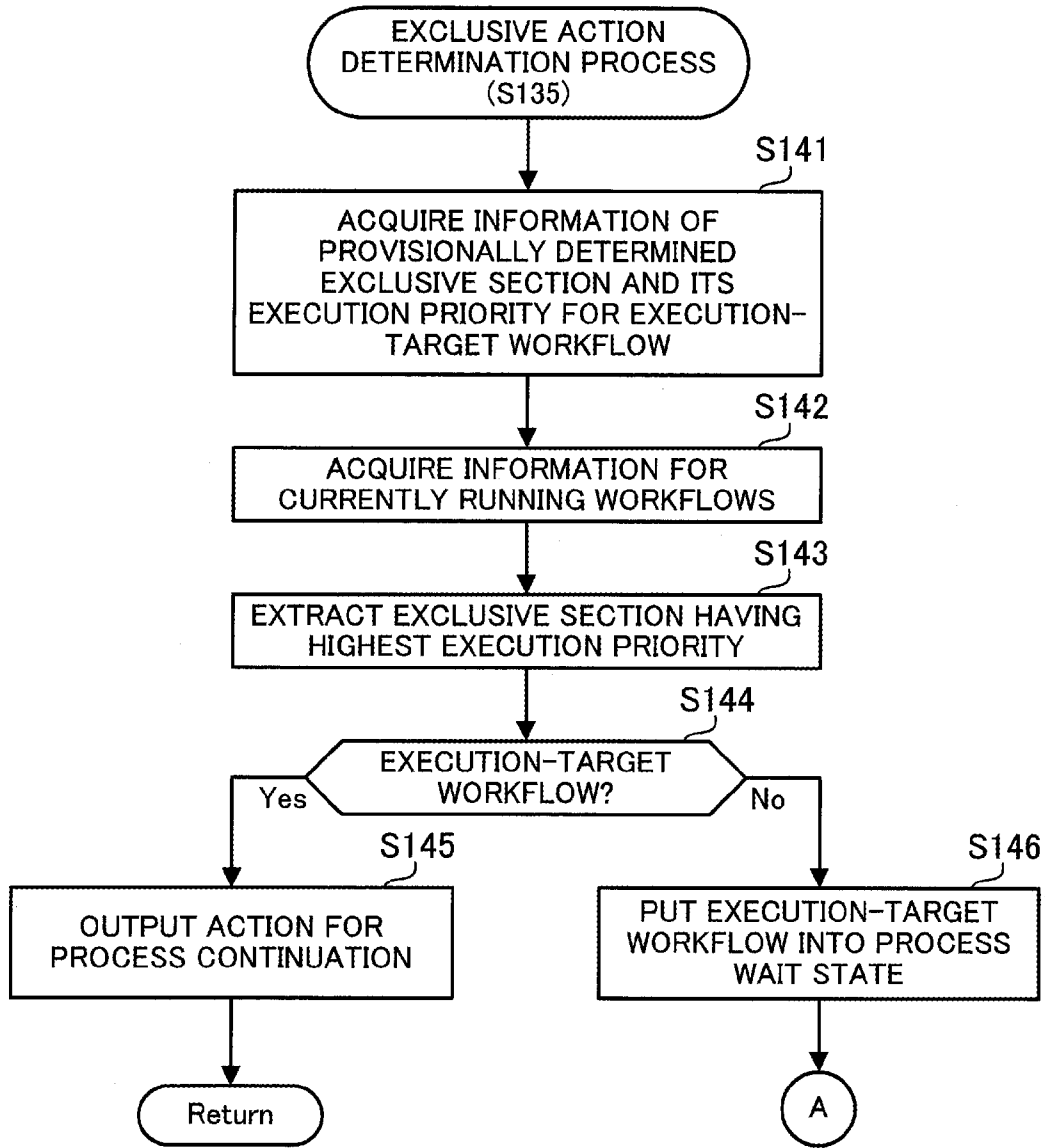 EXCLUSIVE ACTION
DETERMINATION PROCESS
(S135)
S141
ACQUIRE INFORMATION OF
PROVISIONALLY DETERMINED
EXCLUSIVE SECTION AND ITS
EXECUTION PRIORITY FOR EXECUTION-
TARGET WORKFLOW
S142
ACQUIRE INFORMATION FOR
CURRENTLY RUNNING WORKFLOWS
S143
EXTRACT EXCLUSIVE SECTION HAVING
HIGHEST EXECUTION PRIORITY
S144
EXECUTION-TARGET
WORKFLOW?
Yes
No
S145
OUTPUT ACTION FOR
PROCESS CONTINUATION
S146
PUT EXECUTION-TARGET
WORKFLOW INTO PROCESS
WAIT STATE
Return
A